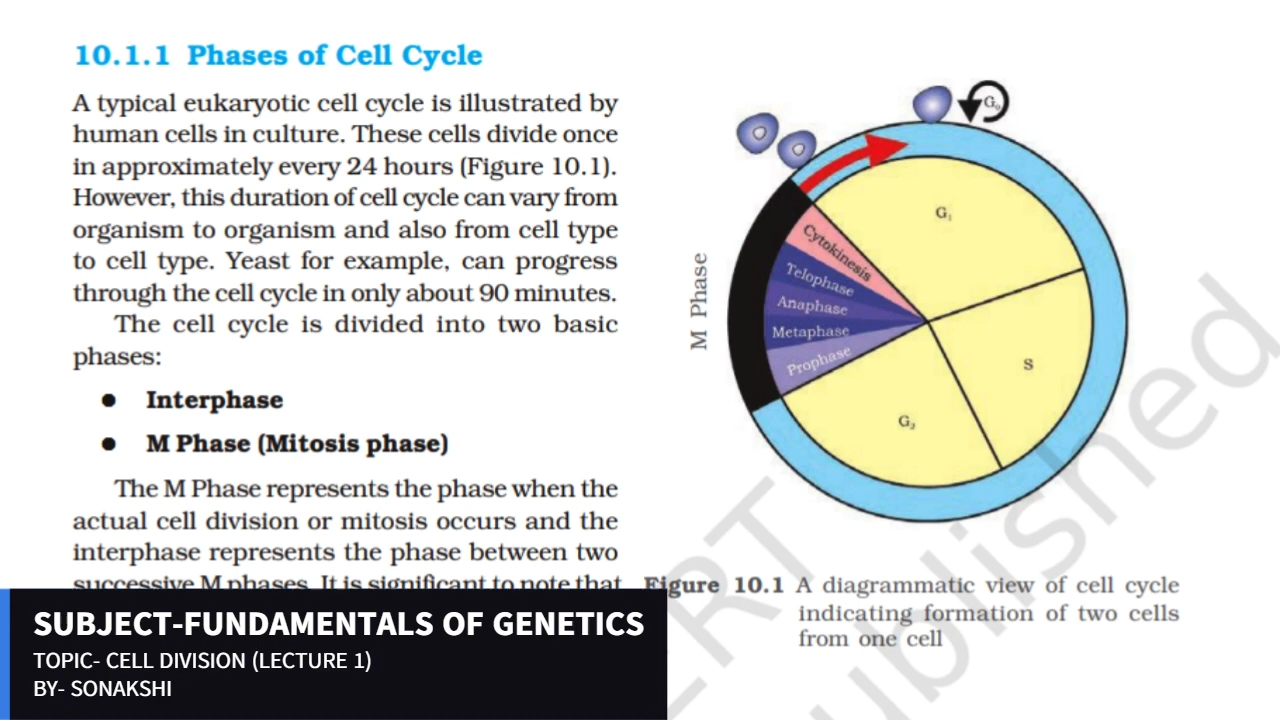 10.1.1 Phases of Cell Cycle
A typical eukaryotic cell cycle is illustrated by
human cells in culture. These cells divide once
in approximately every 24 hours (Figure 10.1).
However, this duration of cell cycle can vary from
organism to organism and also from cell type
to cell type. Yeast for example, can progress
through the cell cycle in only about 90 minutes.
The cell cycle is divided into two basic
phases:
● Interphase
● M Phase (Mitosis phase)
The M Phase represents the phase when the
actual cell division or mitosis occurs and the
interphase represents the phase between two
successive M phases. It is significant to note that
G₀
G₁
S
G₂
M Phase
Cytokinesis
Telophase
Anaphase
Metaphase
Prophase
Figure 10.1 A diagrammatic view of cell cycle
indicating formation of two cells
from one cell
SUBJECT-FUNDAMENTALS OF GENETICS
TOPIC- CELL DIVISION (LECTURE 1)
BY- SONAKSHI